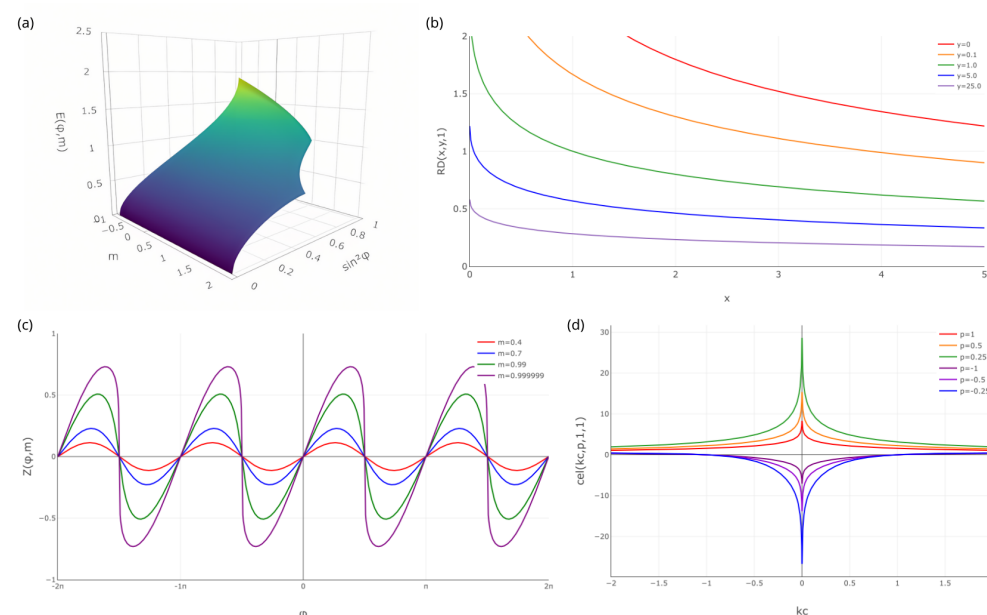 (a)
2.5
2
1.5
1
0.5
E(φ,m)
01
−0.5
0
0.5
1
1.5
2
m
0
0.2
0.4
0.6
0.8
1
sin²φ
(b)
2
1.5
1
0.5
0
RD(x,y,1)
0 1 2 3 4 5
x
y=0
y=0.1
y=1.0
y=5.0
y=25.0
(c)
1
0.5
0
−0.5
−1
Z(φ,m)
-2π -1π 0 π 2π
φ
m=0.4
m=0.7
m=0.99
m=0.999999
(d)
30
20
10
0
−10
−20
cel(kc,p,1,1)
−2 −1.5 −1 −0.5 0 0.5 1 1.5
kc
p=1
p=0.5
p=0.25
p=-1
p=-0.5
p=-0.25